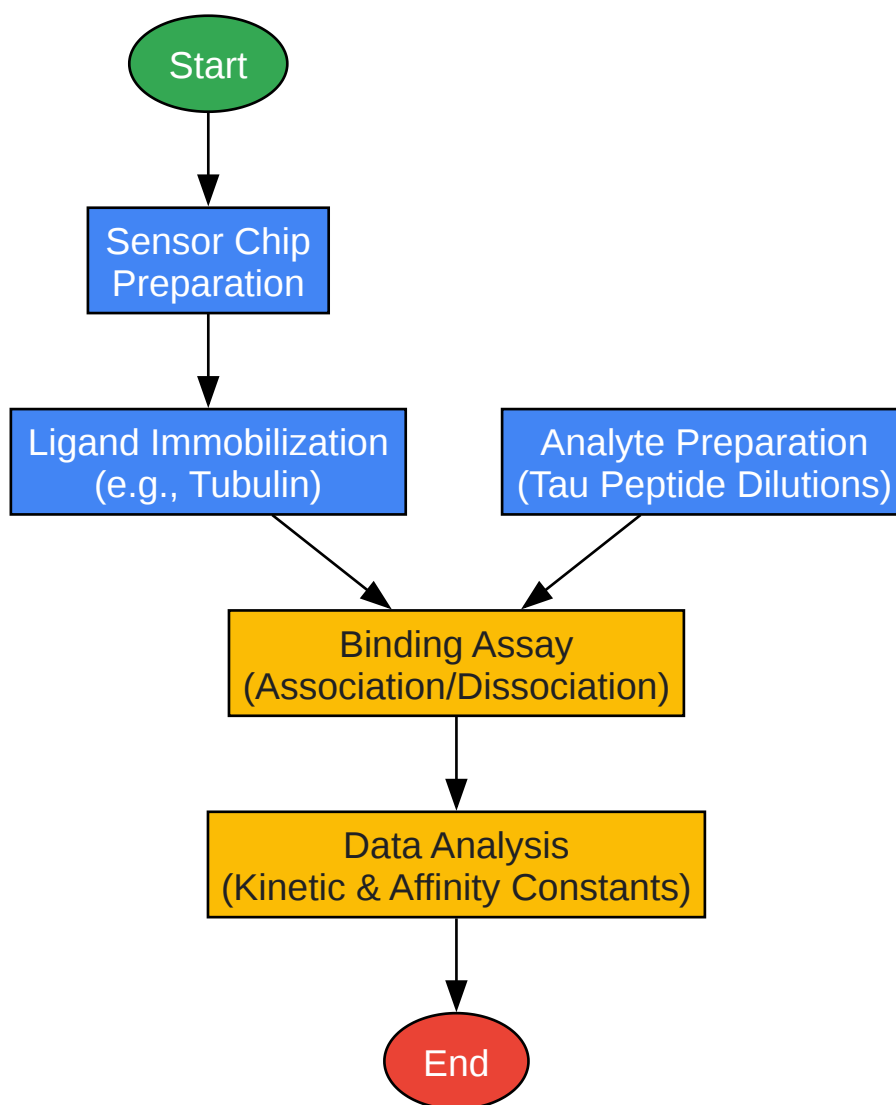 Start
Sensor Chip
Preparation
Ligand Immobilization
(e.g., Tubulin)
Analyte Preparation
(Tau Peptide Dilutions)
Binding Assay
(Association/Dissociation)
Data Analysis
(Kinetic & Affinity Constants)
End